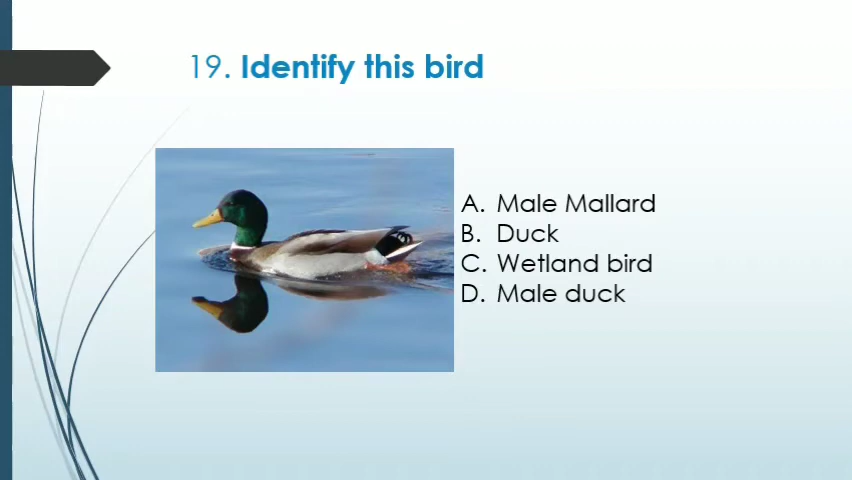 19. Identify this bird
A. Male Mallard
B. Duck
C. Wetland bird
D. Male duck